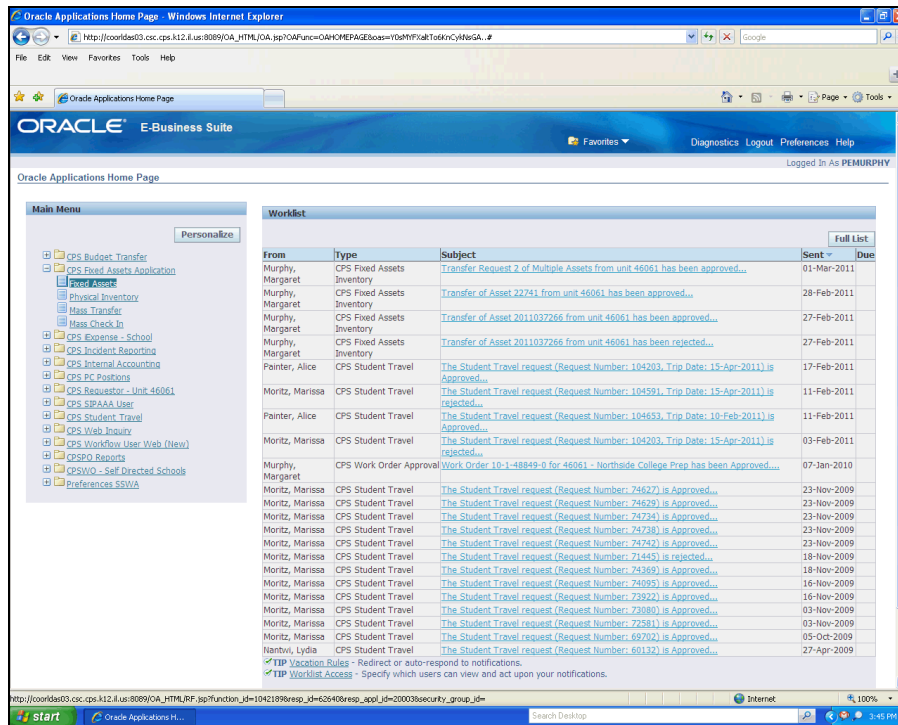 Oracle Applications Home Page - Windows Internet Explorer
http://coorldas03.csc.cps.k12.il.us:8089/OA_HTML/OA.jsp?OAFunc=OAHOMEPAGE&oas=
Google
File Edit View Favorites Tools Help
Oracle Applications Home Page
Page Tools
ORACLE E-Business Suite
Favorites
Diagnostics Logout Preferences Help
Logged In As PEMURPHY
Oracle Applications Home Page
Main Menu
Personalize
CPS Budget Transfer
CPS Fixed Assets Application
Fixed Assets
Physical Inventory
Mass Transfer
Mass Check In
CPS iExpense - School
CPS Incident Reporting
CPS Internal Accounting
CPS PC Positions
CPS Requestor - Unit 46061
CPS SIPAAA User
CPS Student Travel
CPS Web Inquiry
CPS Workflow User Web (New)
CPSPO Reports
CPSWO - Self Directed Schools
Preferences SSWA
Worklist
Full List
From Type Subject Sent Due
Murphy, Margaret CPS Fixed Assets Inventory Transfer Request 2 of Multiple Assets from unit 46061 has been approved... 01-Mar-2011
Murphy, Margaret CPS Fixed Assets Inventory Transfer of Asset 22741 from unit 46061 has been approved... 28-Feb-2011
Murphy, Margaret CPS Fixed Assets Inventory Transfer of Asset 2011037266 from unit 46061 has been approved... 27-Feb-2011
Murphy, Margaret CPS Fixed Assets Inventory Transfer of Asset 2011037266 from unit 46061 has been rejected... 27-Feb-2011
Painter, Alice CPS Student Travel The Student Travel request (Request Number: 104203, Trip Date: 15-Apr-2011) is Approved... 17-Feb-2011
Moritz, Marissa CPS Student Travel The Student Travel request (Request Number: 104591, Trip Date: 15-Apr-2011) is rejected... 11-Feb-2011
Painter, Alice CPS Student Travel The Student Travel request (Request Number: 104653, Trip Date: 10-Feb-2011) is Approved... 11-Feb-2011
Moritz, Marissa CPS Student Travel The Student Travel request (Request Number: 104203, Trip Date: 15-Apr-2011) is rejected... 03-Feb-2011
Murphy, Margaret CPS Work Order Approval Work Order 10-1-48849-0 for 46061 - Northside College Prep has been Approved.... 07-Jan-2010
Moritz, Marissa CPS Student Travel The Student Travel request (Request Number: 74627) is Approved... 23-Nov-2009
Moritz, Marissa CPS Student Travel The Student Travel request (Request Number: 74629) is Approved... 23-Nov-2009
Moritz, Marissa CPS Student Travel The Student Travel request (Request Number: 74734) is Approved... 23-Nov-2009
Moritz, Marissa CPS Student Travel The Student Travel request (Request Number: 74738) is Approved... 23-Nov-2009
Moritz, Marissa CPS Student Travel The Student Travel request (Request Number: 74742) is Approved... 23-Nov-2009
Moritz, Marissa CPS Student Travel The Student Travel request (Request Number: 71445) is rejected... 18-Nov-2009
Moritz, Marissa CPS Student Travel The Student Travel request (Request Number: 74369) is Approved... 18-Nov-2009
Moritz, Marissa CPS Student Travel The Student Travel request (Request Number: 74095) is Approved... 16-Nov-2009
Moritz, Marissa CPS Student Travel The Student Travel request (Request Number: 73922) is Approved... 16-Nov-2009
Moritz, Marissa CPS Student Travel The Student Travel request (Request Number: 73080) is Approved... 03-Nov-2009
Moritz, Marissa CPS Student Travel The Student Travel request (Request Number: 72581) is Approved... 03-Nov-2009
Moritz, Marissa CPS Student Travel The Student Travel request (Request Number: 69702) is Approved... 05-Oct-2009
Nantwi, Lydia CPS Student Travel The Student Travel request (Request Number: 60132) is Approved... 27-Apr-2009
TIP Vacation Rules - Redirect or auto-respond to notifications.
TIP Worklist Access - Specify which users can view and act upon your notifications.
http://coorldas03.csc.cps.k12.il.us:8089/OA_HTML/RF.jsp?function_id=1042189&resp_id=62640&resp_appl_id=20003&security_group_id=
Internet 100%
start Oracle Applications H... Search Desktop 3:45 PM